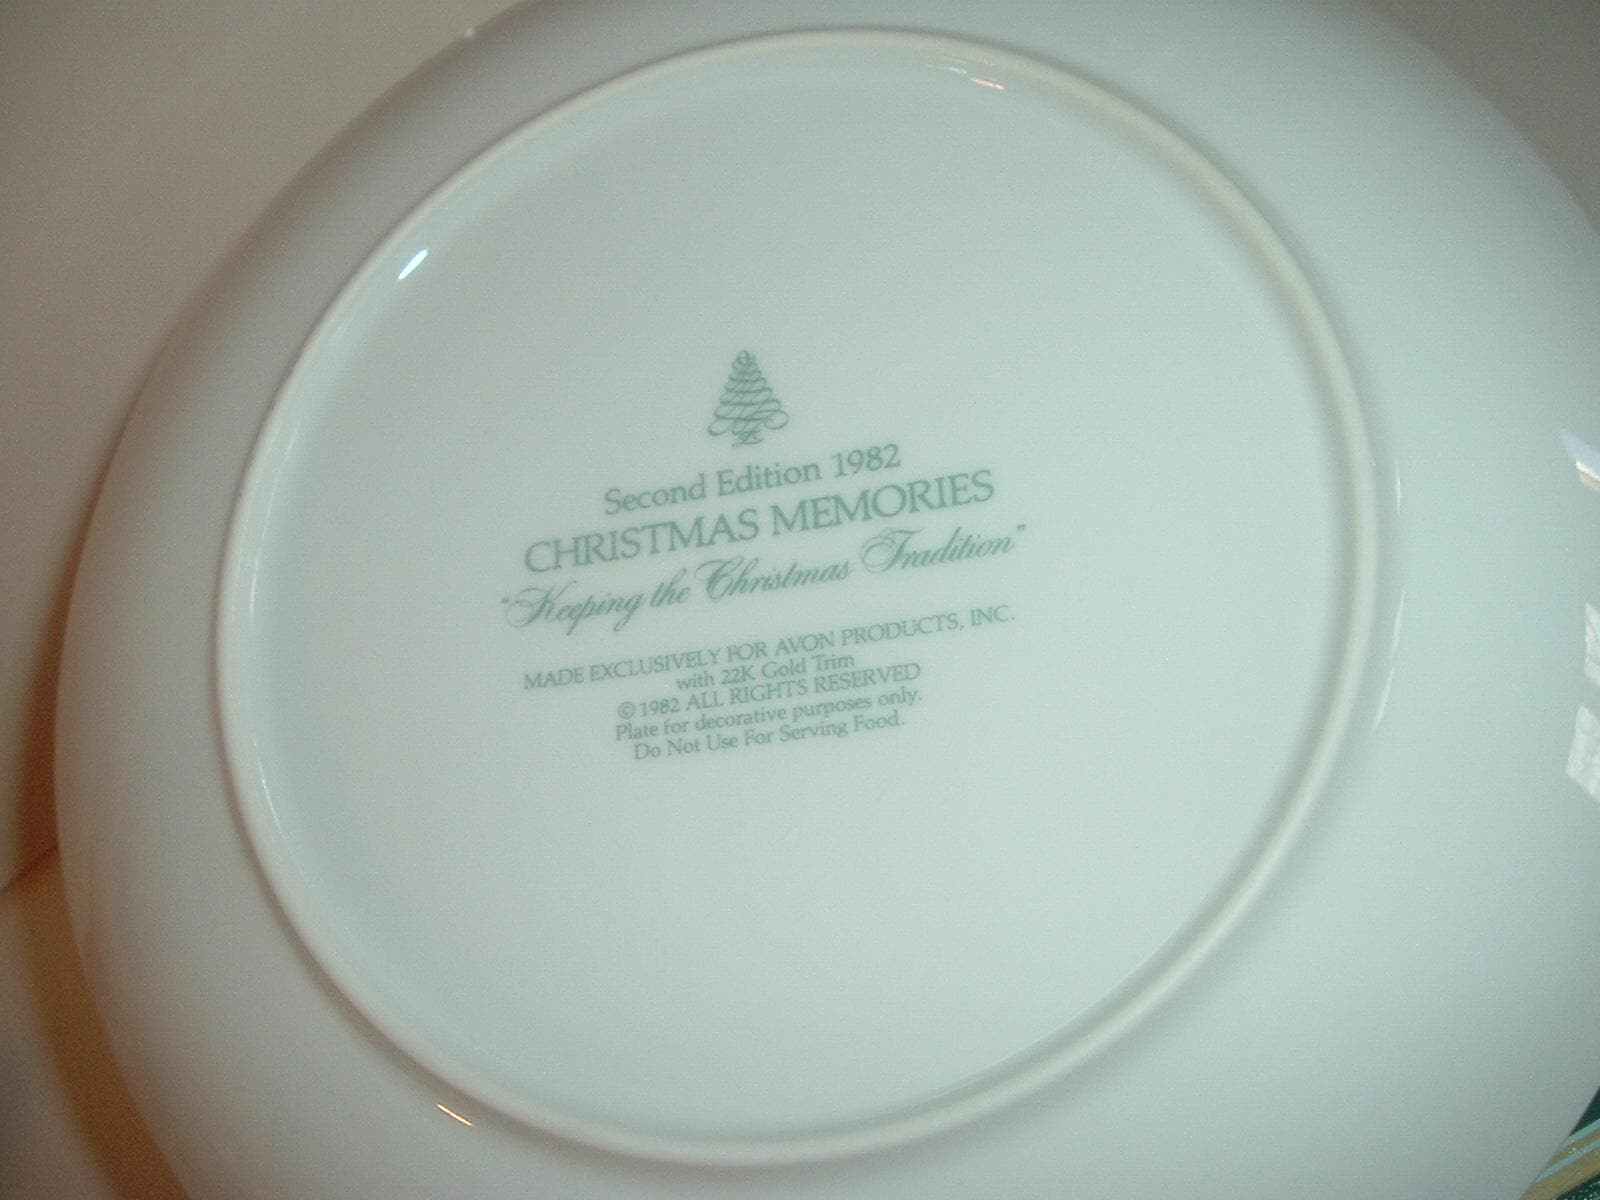 Second Edition 1982
CHRISTMAS MEMORIES
"Keeping the Christmas Tradition"
MADE EXCLUSIVELY FOR AVON PRODUCTS, INC.
with 22K Gold Trim
© 1982 ALL RIGHTS RESERVED
Plate for decorative purposes only.
Do Not Use For Serving Food.